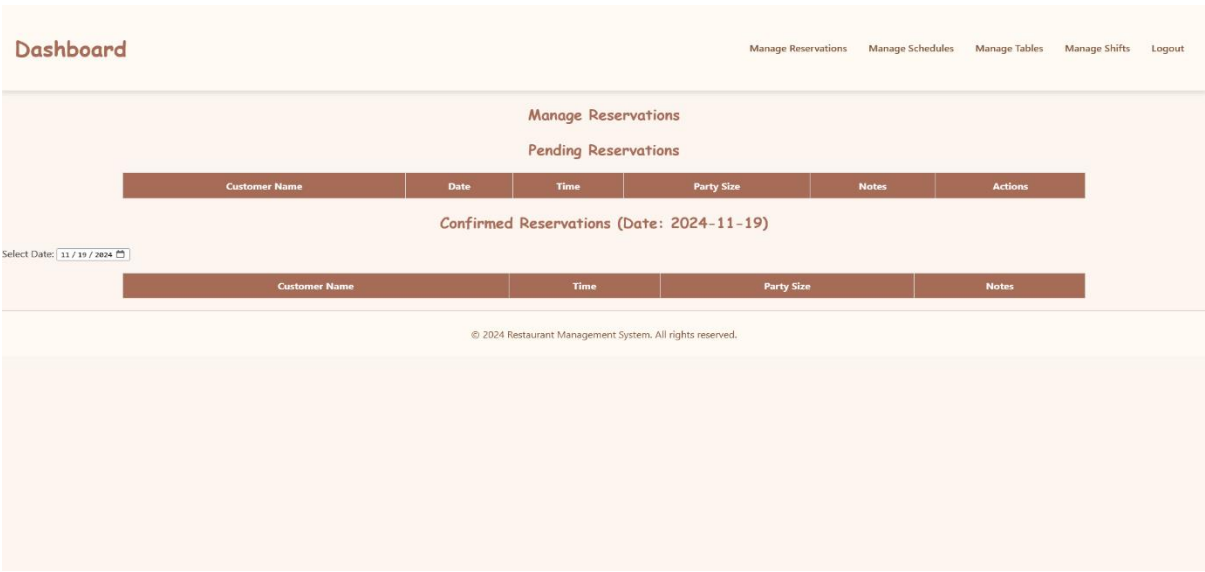 Dashboard
Manage Reservations Manage Schedules Manage Tables Manage Shifts Logout
Manage Reservations
Pending Reservations
Customer Name Date Time Party Size Notes Actions
Confirmed Reservations (Date: 2024-11-19)
Select Date: 11 / 19 / 2024
Customer Name Time Party Size Notes
© 2024 Restaurant Management System. All rights reserved.